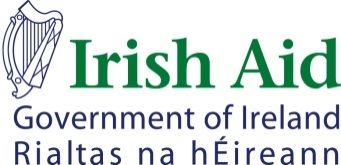 Irish Aid
Government of Ireland
Rialtas na hÉireann